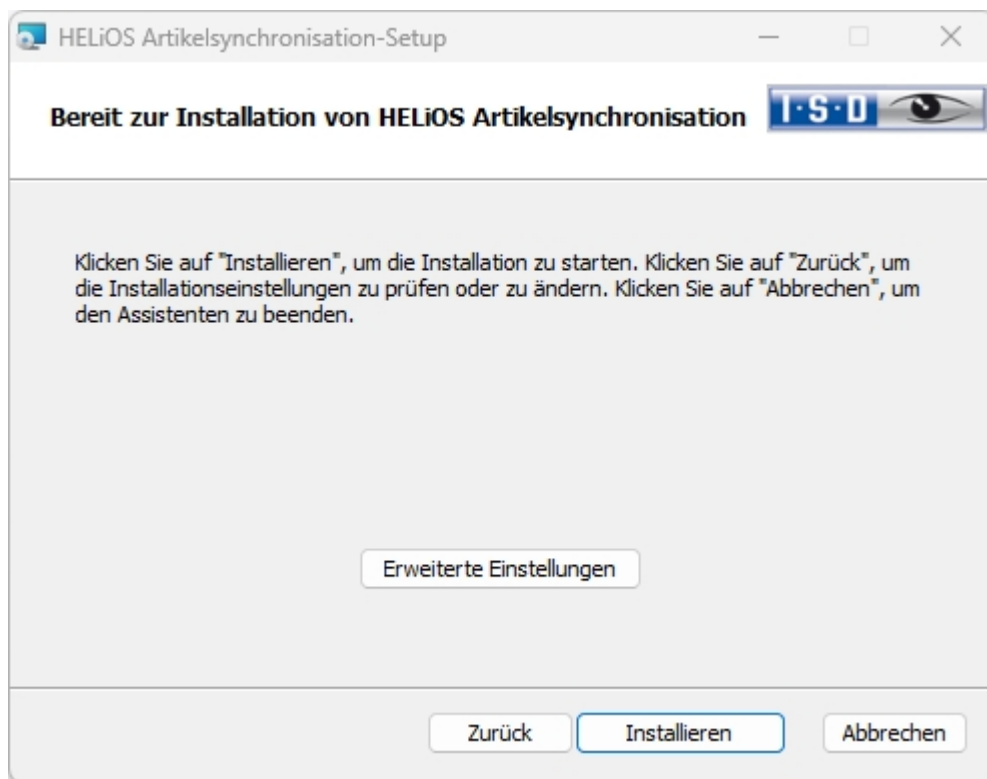 HELiOS Artikelsynchronisation-Setup
Bereit zur Installation von HELiOS Artikelsynchronisation
I·S·D
Klicken Sie auf "Installieren", um die Installation zu starten. Klicken Sie auf "Zurück", um
die Installationseinstellungen zu prüfen oder zu ändern. Klicken Sie auf "Abbrechen", um
den Assistenten zu beenden.
Erweiterte Einstellungen
Zurück
Installieren
Abbrechen